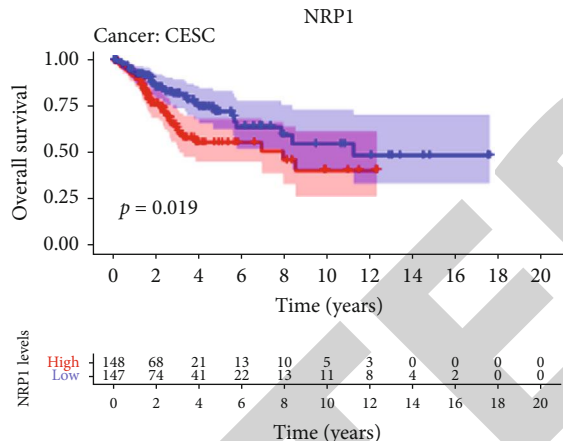 NRP1
Cancer: CESC
Overall survival
1.00
0.75
0.50
0.25
0.00
p = 0.019
0 2 4 6 8 10 12 14 16 18 20
Time (years)
NRP1 levels
High 148 68 21 13 10 5 3 0 0 0 0
Low 147 74 41 22 13 11 8 4 2 0 0
0 2 4 6 8 10 12 14 16 18 20
Time (years)